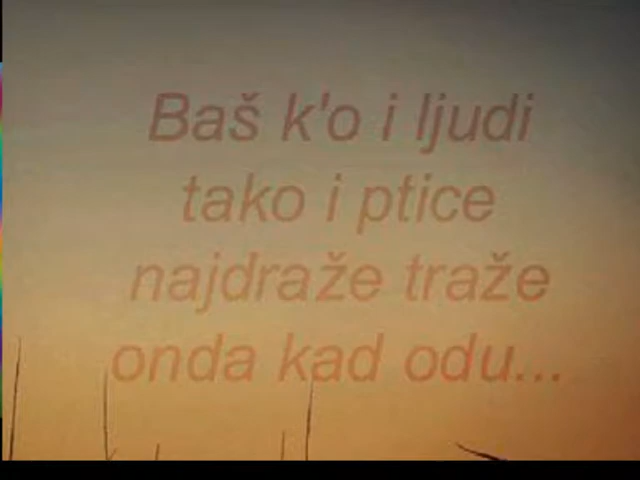 Baš k'o i ljudi
tako i ptice
najdraže traže
onda kad odu...